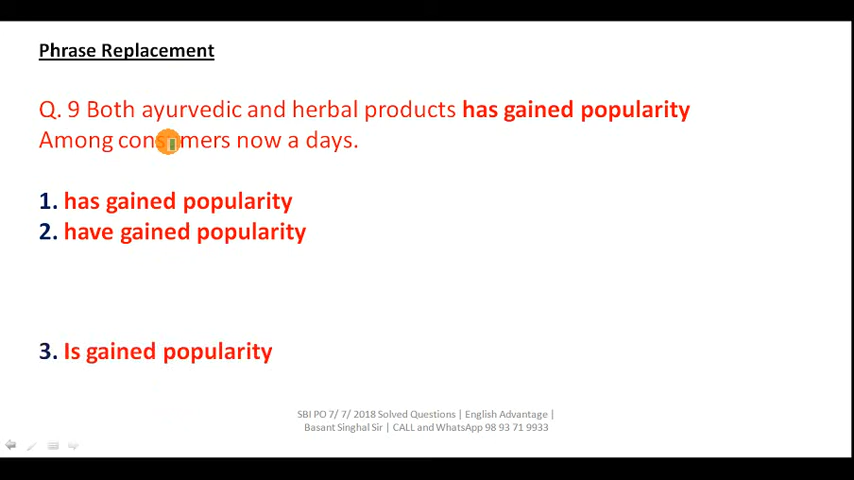 Phrase Replacement
Q. 9 Both ayurvedic and herbal products has gained popularity
Among consumers now a days.
1. has gained popularity
2. have gained popularity
3. Is gained popularity
SBI PO 7/ 7/ 2018 Solved Questions | English Advantage |
Basant Singhal Sir | CALL and WhatsApp 98 93 71 9933